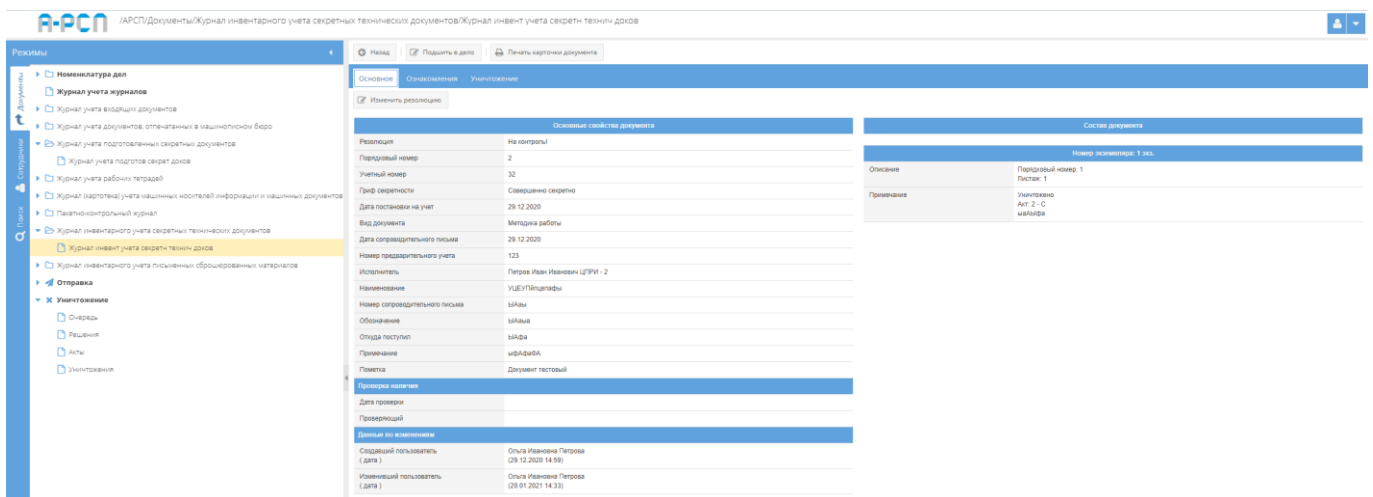 А-РСП
/АРСП/Документы/Журнал инвентарного учета секретных технических документов/Журнал инвент учета секретн технич доков
Режимы
Документы
Сотрудники
Поиск
Номенклатура дел
Журнал учета журналов
Журнал учета входящих документов
Журнал учета документов, отпечатанных в машинописном бюро
Журнал учета подготовленных секретных документов
Журнал учета подготов секрет доков
Журнал учета рабочих тетрадей
Журнал (картотека) учета машинных носителей информации и машинных документов
Пакетно-контрольный журнал
Журнал инвентарного учета секретных технических документов
Журнал инвент учета секретн технич доков
Журнал инвентарного учета письменных сброшюрованных материалов
Отправка
Уничтожение
Очередь
Решения
Акты
Уничтожения
Назад
Подшить в дело
Печать карточки документа
Основное
Ознакомления
Уничтожение
Изменить резолюцию
Основные свойства документа
Резолюция На контроль!
Порядковый номер 2
Учетный номер 32
Гриф секретности Совершенно секретно
Дата постановки на учет 29.12.2020
Вид документа Методика работы
Дата сопроводительного письма 29.12.2020
Номер предварительного учета 123
Исполнитель Петров Иван Иванович ЦПРИ - 2
Наименование
Номер сопроводительного письма ЫАвы
Обозначение ЫАвыв
Откуда поступил ЫАфа
Примечание ыфАфаФА
Пометка Документ тестовый
Проверка наличия
Дата проверки
Проверяющий
Данные по изменениям
Создавший пользователь Ольга Ивановна Петрова
( дата ) (29.12.2020 14:59)
Изменивший пользователь Ольга Ивановна Петрова
( дата ) (28.01.2021 14:33)
Состав документа
Номер экземпляра: 1 экз.
Описание Порядковый номер: 1
Листаж: 1
Примечание Уничтожено
Акт: 2 - С
ываЫфа